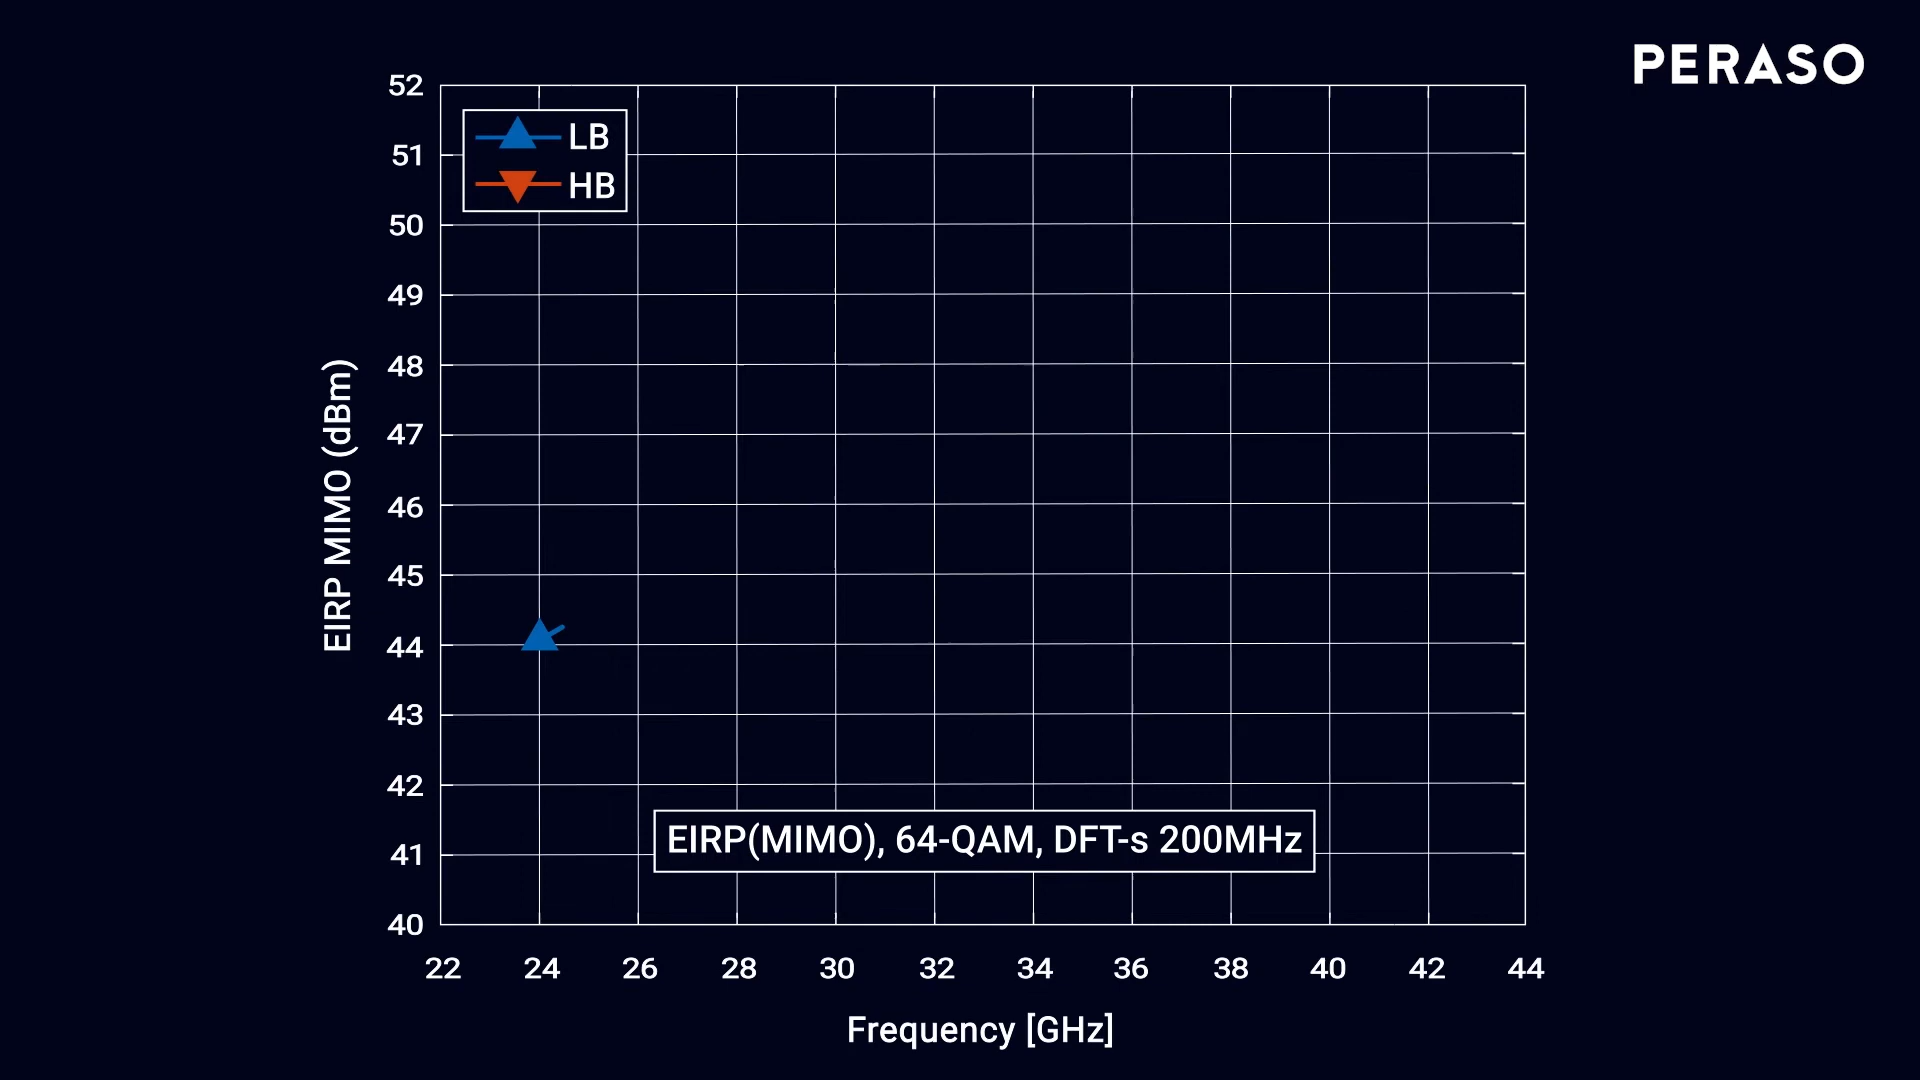 PERASO
52
51
50
49
48
47
46
45
44
43
42
41
40
LB
HB
EIRP MIMO (dBm)
EIRP(MIMO), 64-QAM, DFT-s 200MHz
22 24 26 28 30 32 34 36 38 40 42 44
Frequency [GHz]